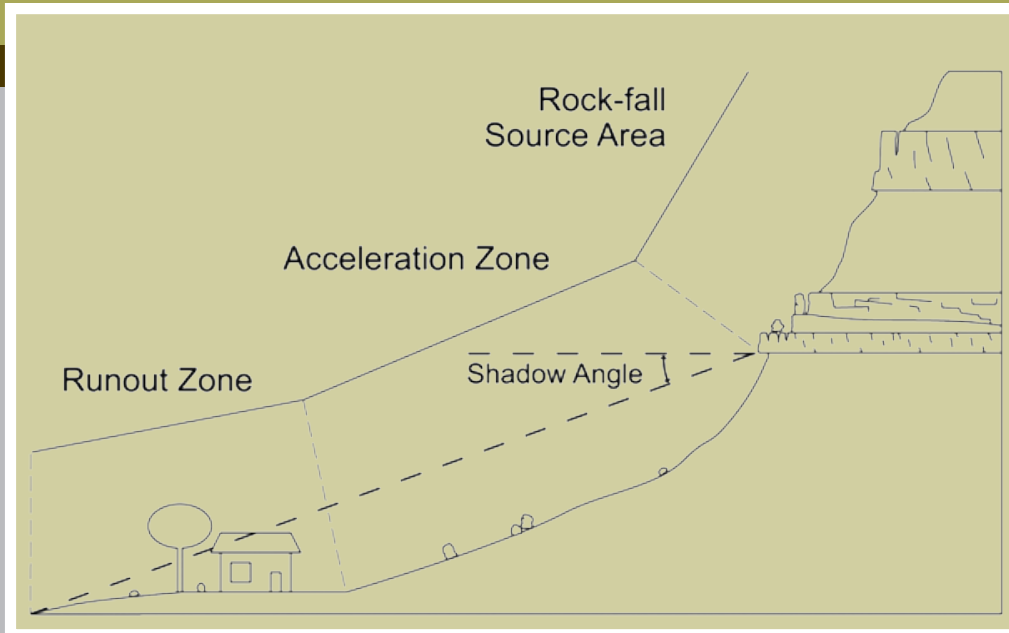 Rock-fall
Source Area
Acceleration Zone
Shadow Angle
Runout Zone